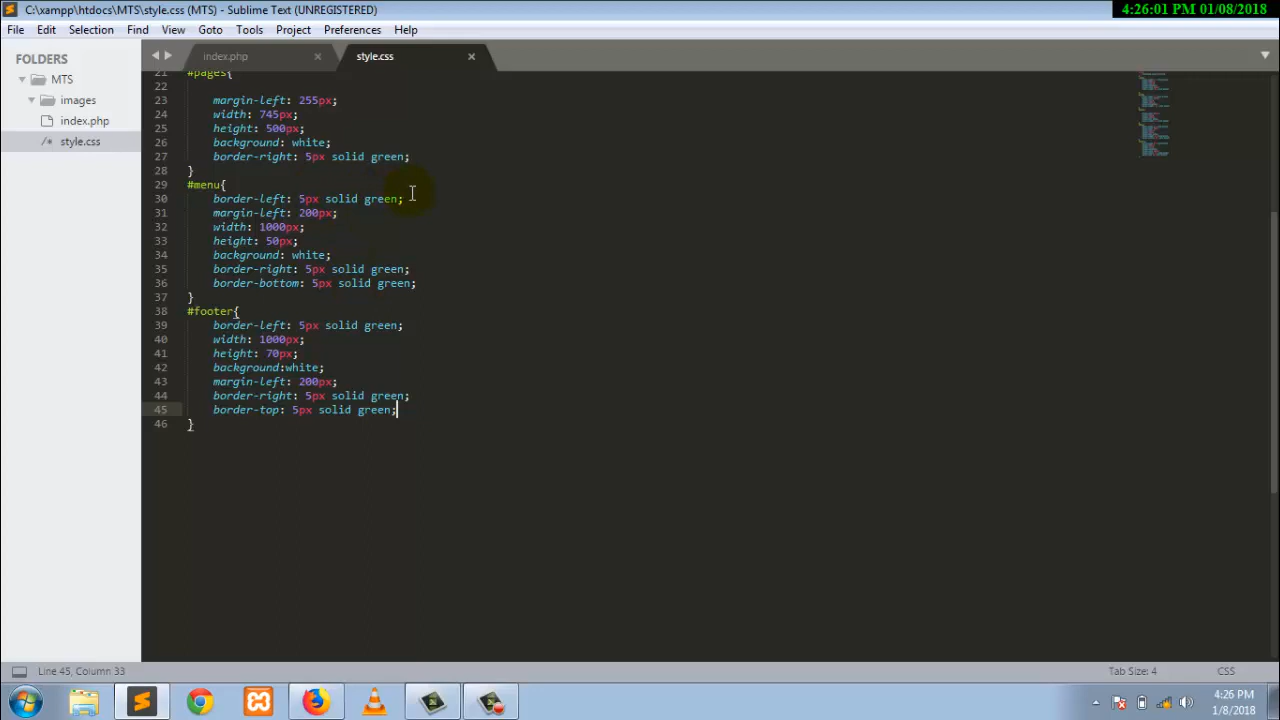 C:\xampp\htdocs\MTS\style.css (MTS) - Sublime Text (UNREGISTERED)
4:26:01 PM 01/08/2018
File Edit Selection Find View Goto Tools Project Preferences Help
FOLDERS
MTS
images
index.php
/* style.css
index.php
style.css
21 #pages{
22
23 margin-left: 255px;
24 width: 745px;
25 height: 500px;
26 background: white;
27 border-right: 5px solid green;
28 }
29 #menu{
30 border-left: 5px solid green;
31 margin-left: 200px;
32 width: 1000px;
33 height: 50px;
34 background: white;
35 border-right: 5px solid green;
36 border-bottom: 5px solid green;
37 }
38 #footer{
39 border-left: 5px solid green;
40 width: 1000px;
41 height: 70px;
42 background:white;
43 margin-left: 200px;
44 border-right: 5px solid green;
45 border-top: 5px solid green;
46 }
Line 45, Column 33
Tab Size: 4
CSS
4:26 PM
1/8/2018